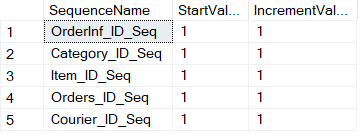 SequenceName StartVal... IncrementVal...
1 OrderInf_ID_Seq 1 1
2 Category_ID_Seq 1 1
3 Item_ID_Seq 1 1
4 Orders_ID_Seq 1 1
5 Courier_ID_Seq 1 1